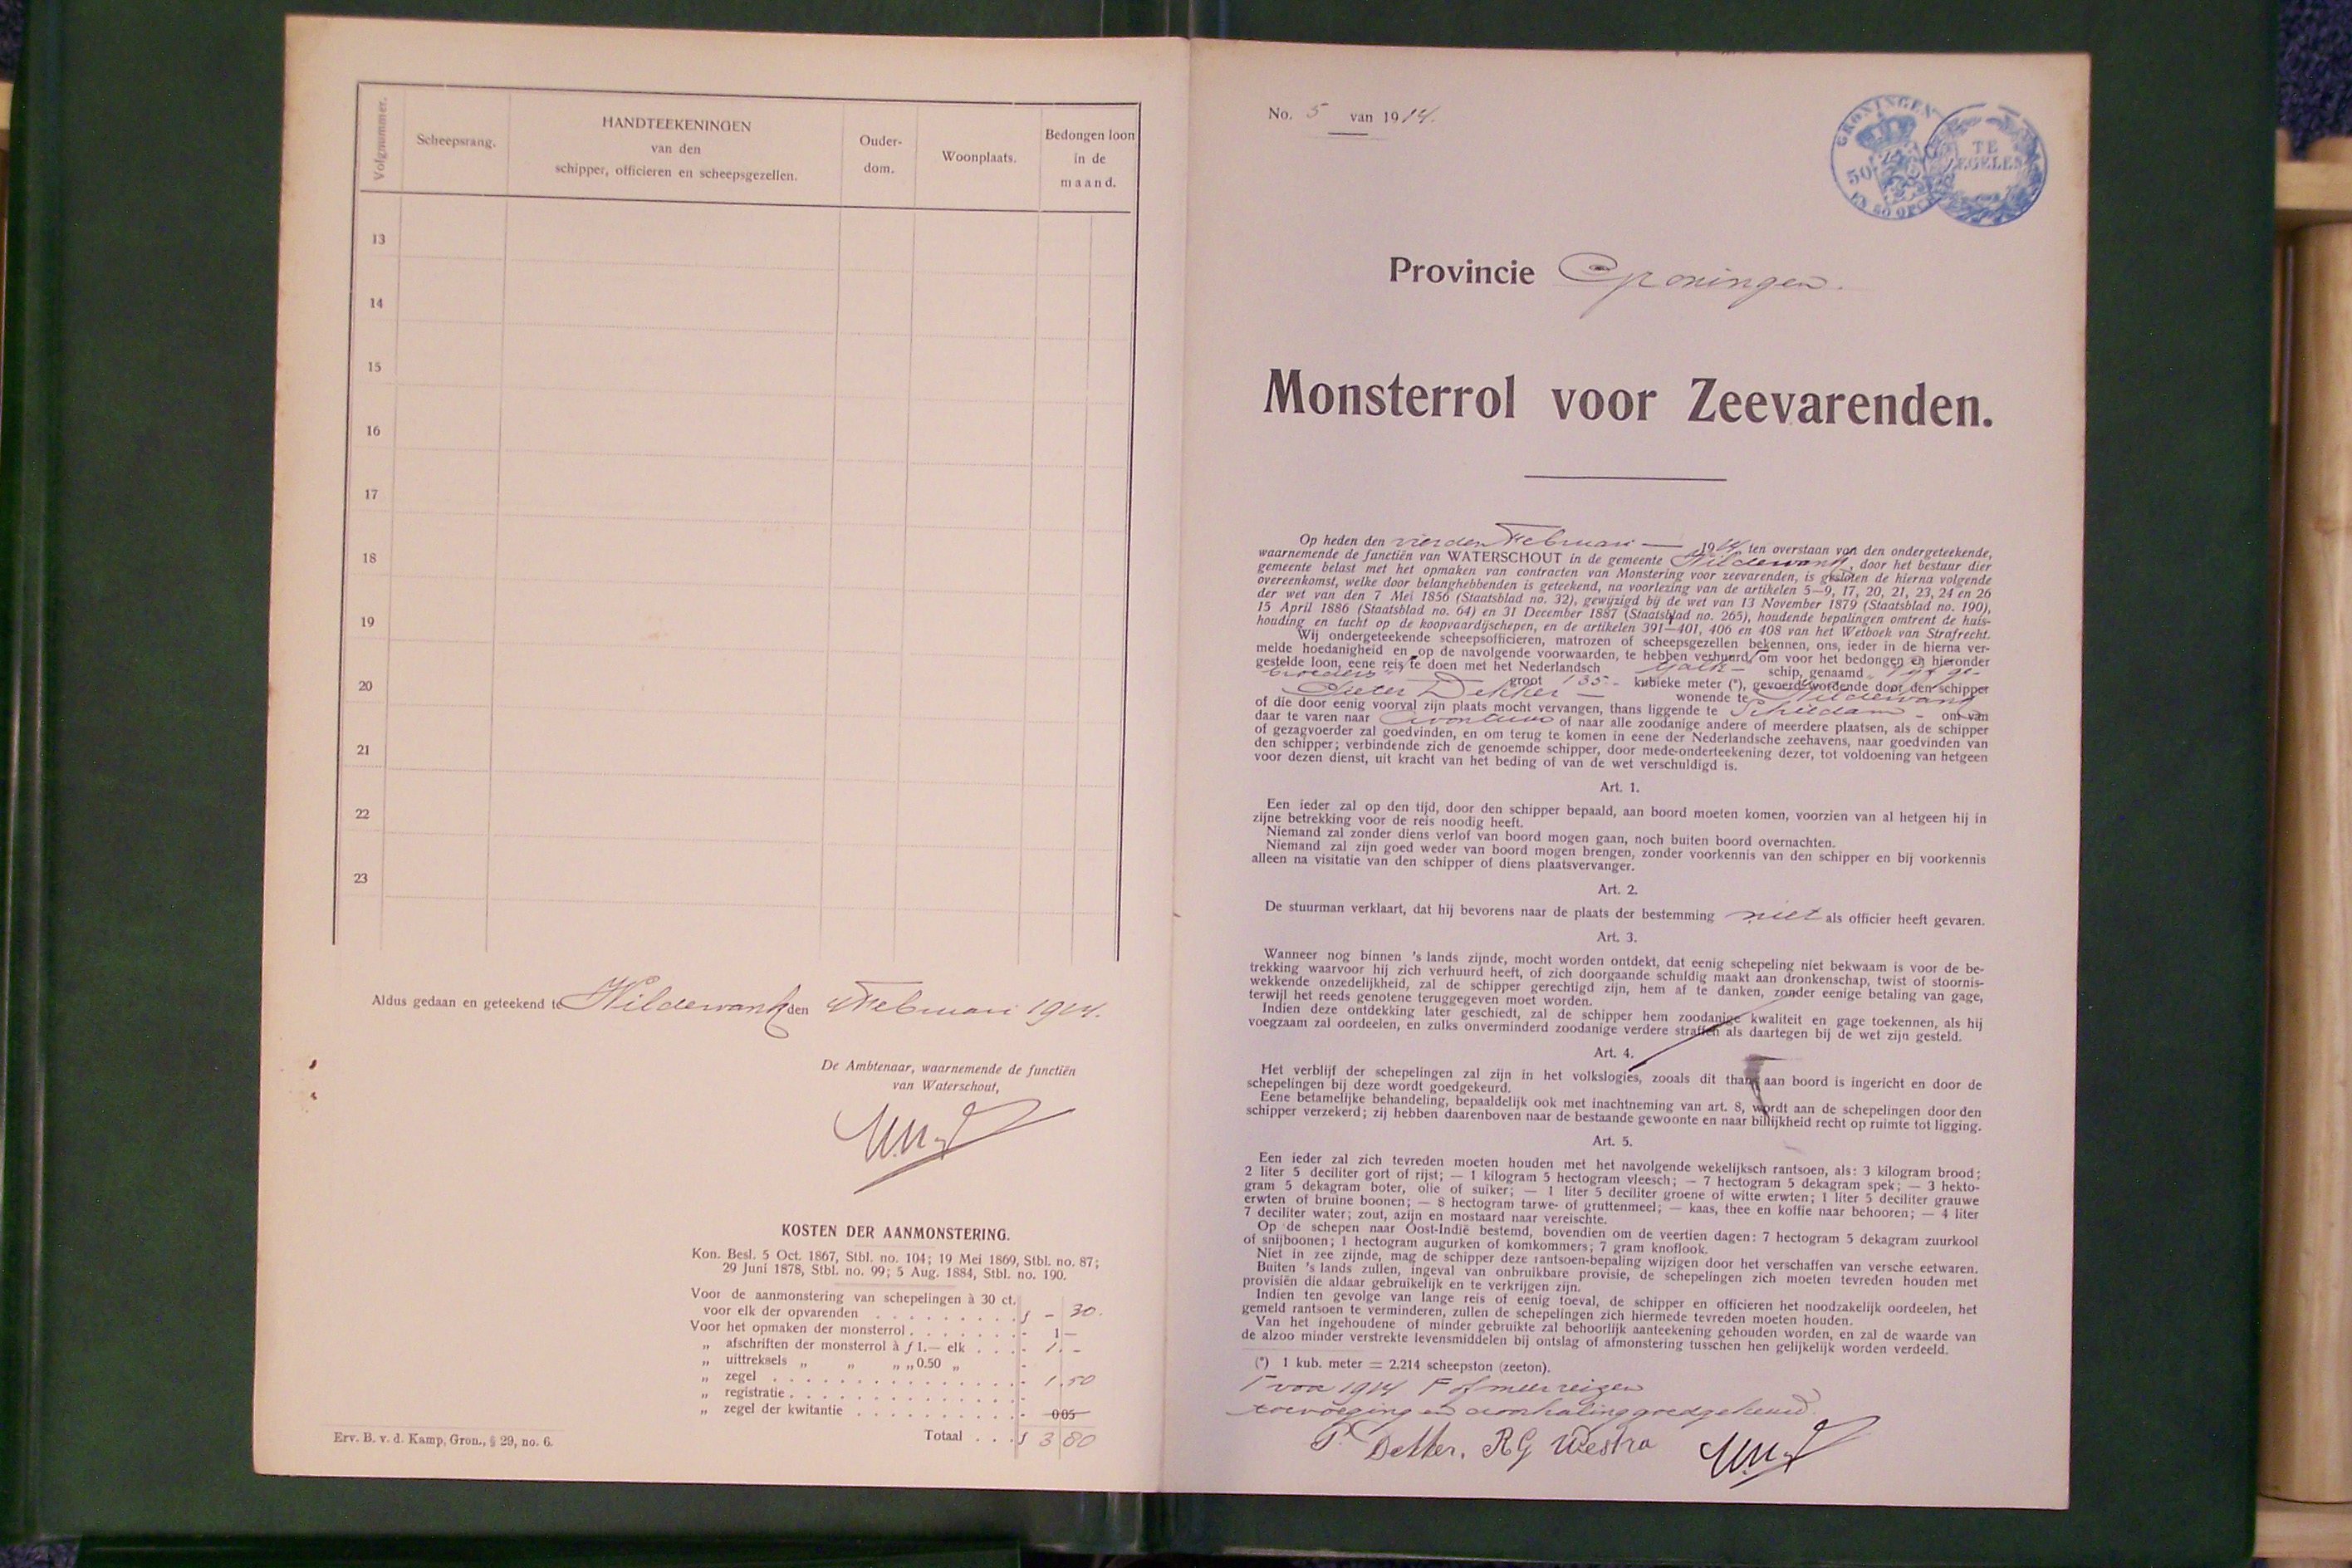 Volgnummer.
Scheepsrang.
HANDTEEKENINGEN
van den
schipper, officieren en scheepsgezellen.
Ouder-
dom.
Woonplaats.
Bedongen loon
in de
maand.
13
14
15
16
17
18
19
20
21
22
23
Aldus gedaan en geteekend te Wildervank den 4 Februari 1914.
De Ambtenaar, waarnemende de functiën
van Waterschout,
KOSTEN DER AANMONSTERING.
Kon. Besl. 5 Oct. 1867, Stbl. no. 104; 19 Mei 1869, Stbl. no. 87;
29 Juni 1878, Stbl. no. 99; 5 Aug. 1884, Stbl. no. 190.
Voor de aanmonstering van schepelingen à 30 ct.
voor elk der opvarenden . . . . . . . . . . f - 30.
Voor het opmaken der monsterrol . . . . . . . - 1 —
„ afschriften der monsterrol à f 1.— elk . . . - 1. -
„ uittreksels „ „ „ „ 0.50 „ -
„ zegel . . . . . . . . . . . . . . . . - 1.50
„ registratie . . . . . . . . . . . . . . -
„ zegel der kwitantie . . . . . . . . . . - 0 05
Totaal . . . f 3 80
Erv. B. v. d. Kamp, Gron., § 29, no. 6.
No. 5 van 1914.
GRONINGEN
50
EN 50 OPC
TE
ZEGELEN
Provincie Groningen.
Monsterrol voor Zeevarenden.
Op heden den vierden Februari — 1914 ten overstaan van den ondergeteekende,
waarnemende de functiën van WATERSCHOUT in de gemeente Wildervank, door het bestuur dier
gemeente belast met het opmaken van contracten van Monstering voor zeevarenden, is gesloten de hierna volgende
overeenkomst, welke door belanghebbenden is geteekend, na voorlezing van de artikelen 5—9, 17, 20, 21, 23, 24 en 26
der wet van den 7 Mei 1856 (Staatsblad no. 32), gewijzigd bij de wet van 13 November 1879 (Staatsblad no. 190),
15 April 1886 (Staatsblad no. 64) en 31 December 1887 (Staatsblad no. 265), houdende bepalingen omtrent de huis-
houding en tucht op de koopvaardijschepen, en de artikelen 391—401, 406 en 408 van het Wetboek van Strafrecht.
Wij ondergeteekende scheepsofficieren, matrozen of scheepsgezellen bekennen, ons, ieder in de hierna ver-
melde hoedanigheid en op de navolgende voorwaarden, te hebben verhuurd om voor het bedongen en hieronder
gestelde loon, eene reis te doen met het Nederlandsch galk — schip, genaamd ge-
broeders" groot 135 - kubieke meter (*), gevoerd wordende door den schipper
Pieter Dekker — wonende te Wildervank
of die door eenig voorval zijn plaats mocht vervangen, thans liggende te Schiedam - om van
daar te varen naar avontuur of naar alle zoodanige andere of meerdere plaatsen, als de schipper
of gezagvoerder zal goedvinden, en om terug te komen in eene der Nederlandsche zeehavens, naar goedvinden van
den schipper; verbindende zich de genoemde schipper, door mede-onderteekening dezer, tot voldoening van hetgeen
voor dezen dienst, uit kracht van het beding of van de wet verschuldigd is.
Art. 1.
Een ieder zal op den tijd, door den schipper bepaald, aan boord moeten komen, voorzien van al hetgeen hij in
zijne betrekking voor de reis noodig heeft.
Niemand zal zonder diens verlof van boord mogen gaan, noch buiten boord overnachten.
Niemand zal zijn goed weder van boord mogen brengen, zonder voorkennis van den schipper en bij voorkennis
alleen na visitatie van den schipper of diens plaatsvervanger.
Art. 2.
De stuurman verklaart, dat hij bevorens naar de plaats der bestemming niet als officier heeft gevaren.
Art. 3.
Wanneer nog binnen 's lands zijnde, mocht worden ontdekt, dat eenig schepeling niet bekwaam is voor de be-
trekking waarvoor hij zich verhuurd heeft, of zich doorgaande schuldig maakt aan dronkenschap, twist of stoornis-
wekkende onzedelijkheid, zal de schipper gerechtigd zijn, hem af te danken, zonder eenige betaling van gage,
terwijl het reeds genotene teruggegeven moet worden.
Indien deze ontdekking later geschiedt, zal de schipper hem zoodanige kwaliteit en gage toekennen, als hij
voegzaam zal oordeelen, en zulks onverminderd zoodanige verdere straffen als daartegen bij de wet zijn gesteld.
Art. 4.
Het verblijf der schepelingen zal zijn in het volkslogies, zooals dit thans aan boord is ingericht en door de
schepelingen bij deze wordt goedgekeurd.
Eene betamelijke behandeling, bepaaldelijk ook met inachtneming van art. 8, wordt aan de schepelingen door den
schipper verzekerd; zij hebben daarenboven naar de bestaande gewoonte en naar billijkheid recht op ruimte tot ligging.
Art. 5.
Een ieder zal zich tevreden moeten houden met het navolgende wekelijksch rantsoen, als: 3 kilogram brood;
2 liter 5 deciliter gort of rijst; — 1 kilogram 5 hectogram vleesch; — 7 hectogram 5 dekagram spek; — 3 hekto-
gram 5 dekagram boter, olie of suiker; — 1 liter 5 deciliter groene of witte erwten; 1 liter 5 deciliter grauwe
erwten of bruine boonen; — 8 hectogram tarwe- of gruttenmeel; — kaas, thee en koffie naar behooren; — 4 liter
7 deciliter water; zout, azijn en mostaard naar vereischte.
Op de schepen naar Oost-Indië bestemd, bovendien om de veertien dagen: 7 hectogram 5 dekagram zuurkool
of snijboonen; 1 hectogram augurken of komkommers; 7 gram knoflook.
Niet in zee zijnde, mag de schipper deze rantsoen-bepaling wijzigen door het verschaffen van versche eetwaren.
Buiten 's lands zullen, ingeval van onbruikbare provisie, de schepelingen zich moeten tevreden houden met
provisiën die aldaar gebruikelijk en te verkrijgen zijn.
Indien ten gevolge van lange reis of eenig toeval, de schipper en officieren het noodzakelijk oordeelen, het
gemeld rantsoen te verminderen, zullen de schepelingen zich hiermede tevreden moeten houden.
Van het ingehoudene of minder gebruikte zal behoorlijk aanteekening gehouden worden, en zal de waarde van
de alzoo minder verstrekte levensmiddelen bij ontslag of afmonstering tusschen hen gelijkelijk worden verdeeld.
(*) 1 kub. meter = 2.214 scheepston (zeeton).
voor 1914 of meer reizen
toevoeging en doorhaling goedgekeurd.
P. Dekker. RG Westra